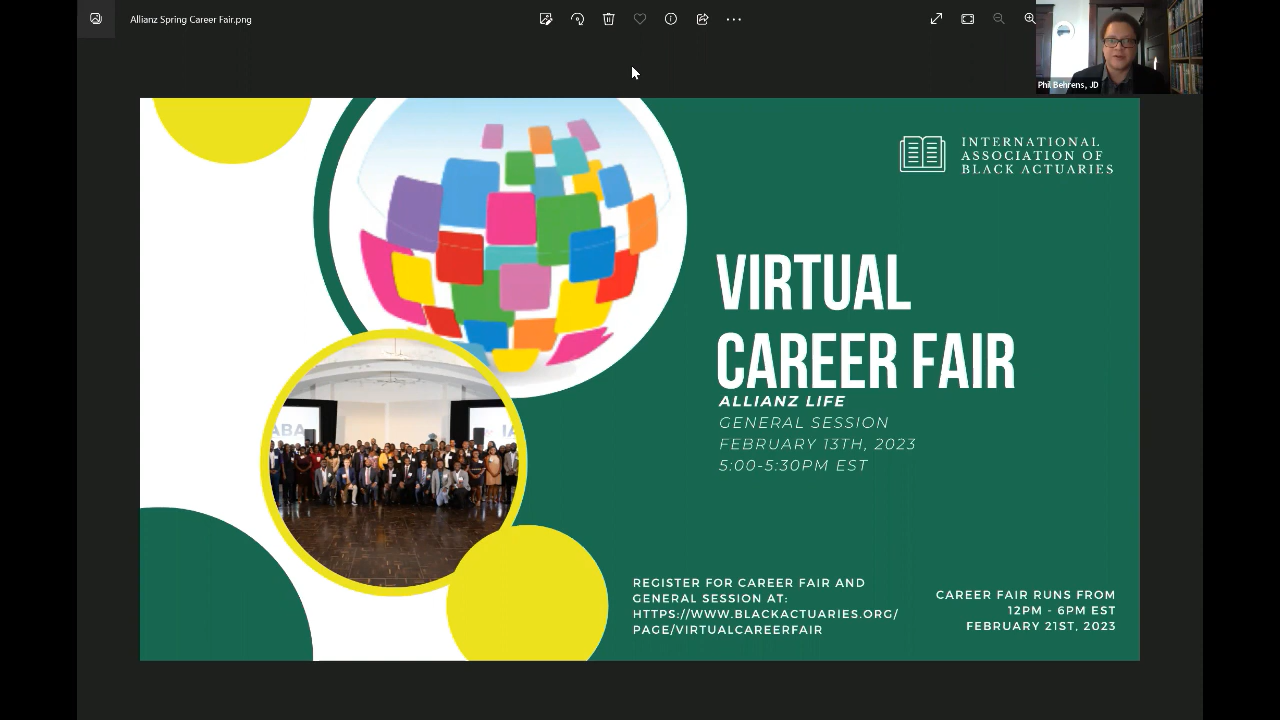 Allianz Spring Career Fair.png
Phil Behrens, JD
INTERNATIONAL
ASSOCIATION OF
BLACK ACTUARIES
VIRTUAL
CAREER FAIR
ALLIANZ LIFE
GENERAL SESSION
FEBRUARY 13TH, 2023
5:00-5:30PM EST
ABA
IA
REGISTER FOR CAREER FAIR AND
GENERAL SESSION AT:
HTTPS://WWW.BLACKACTUARIES.ORG/
PAGE/VIRTUALCAREERFAIR
CAREER FAIR RUNS FROM
12PM - 6PM EST
FEBRUARY 21ST, 2023